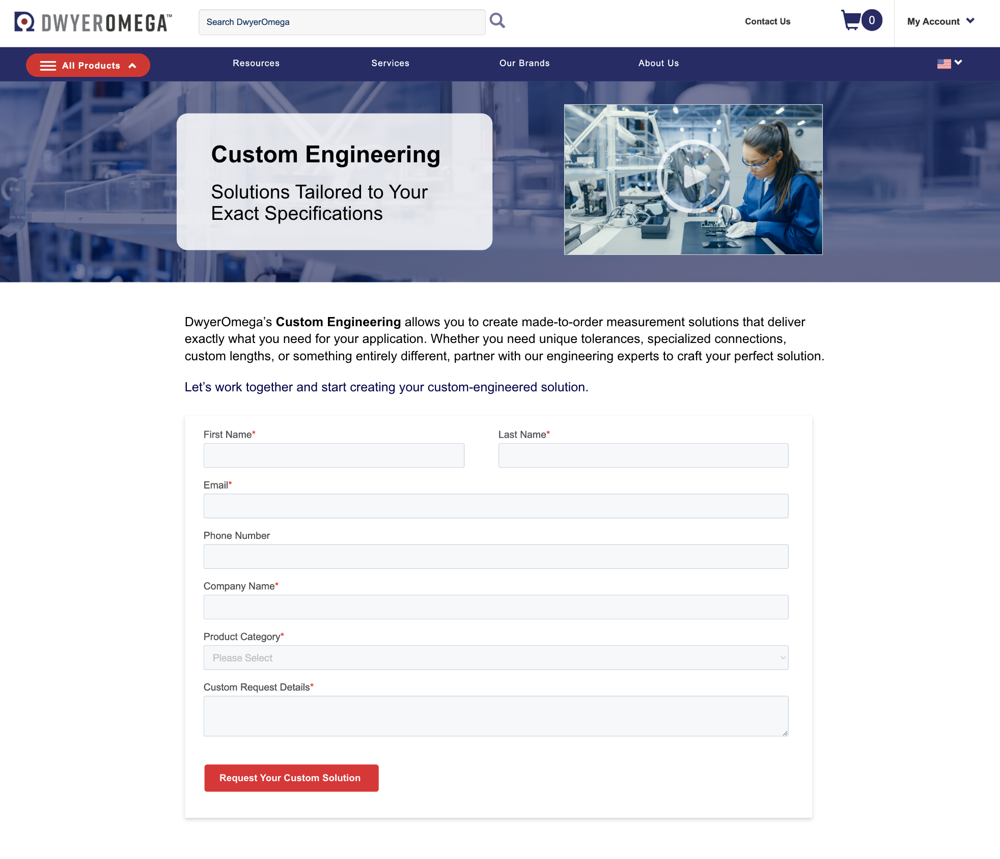 DWYEROMEGA™
Search DwyerOmega
Contact Us
0
My Account
All Products
Resources
Services
Our Brands
About Us
Custom Engineering
Solutions Tailored to Your
Exact Specifications
DwyerOmega’s Custom Engineering allows you to create made-to-order measurement solutions that deliver
exactly what you need for your application. Whether you need unique tolerances, specialized connections,
custom lengths, or something entirely different, partner with our engineering experts to craft your perfect solution.
Let’s work together and start creating your custom-engineered solution.
First Name*
Last Name*
Email*
Phone Number
Company Name*
Product Category*
Please Select
Custom Request Details*
Request Your Custom Solution